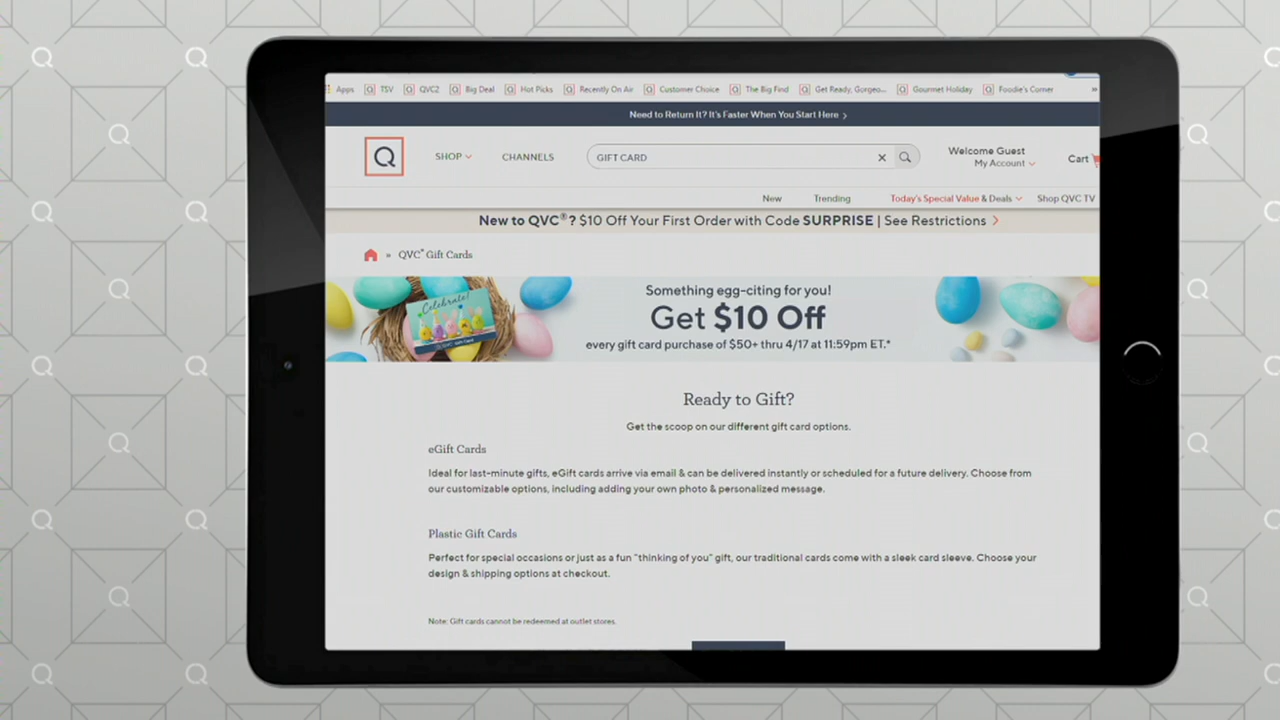 Apps TSV QVC2 Big Deal Hot Picks Recently On Air Customer Choice The Big Find Get Ready, Gorgeo... Gourmet Holiday Foodie's Corner »
Need to Return It? It's Faster When You Start Here >
Q SHOP CHANNELS GIFT CARD × Welcome Guest
My Account Cart
New Trending Today's Special Value & Deals Shop QVC TV
New to QVC®? $10 Off Your First Order with Code SURPRISE | See Restrictions >
» QVC® Gift Cards
Celebrate!
Gift Card
Something egg-citing for you!
Get $10 Off
every gift card purchase of $50+ thru 4/17 at 11:59pm ET.*
Ready to Gift?
Get the scoop on our different gift card options.
eGift Cards
Ideal for last-minute gifts, eGift cards arrive via email & can be delivered instantly or scheduled for a future delivery. Choose from
our customizable options, including adding your own photo & personalized message.
Plastic Gift Cards
Perfect for special occasions or just as a fun "thinking of you" gift, our traditional cards come with a sleek card sleeve. Choose your
design & shipping options at checkout.
Note: Gift cards cannot be redeemed at outlet stores.